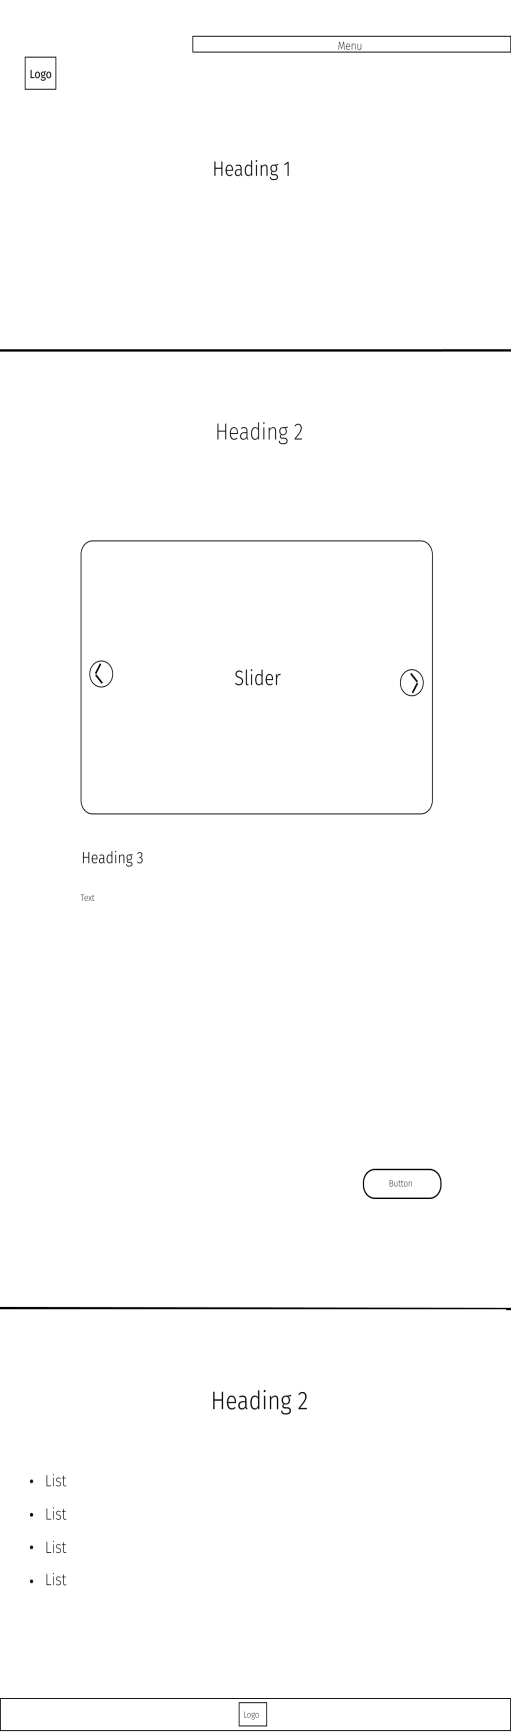 Menu
Logo
Heading 1
Heading 2
Slider
Heading 3
Text
Button
Heading 2
• List
• List
• List
• List
Logo